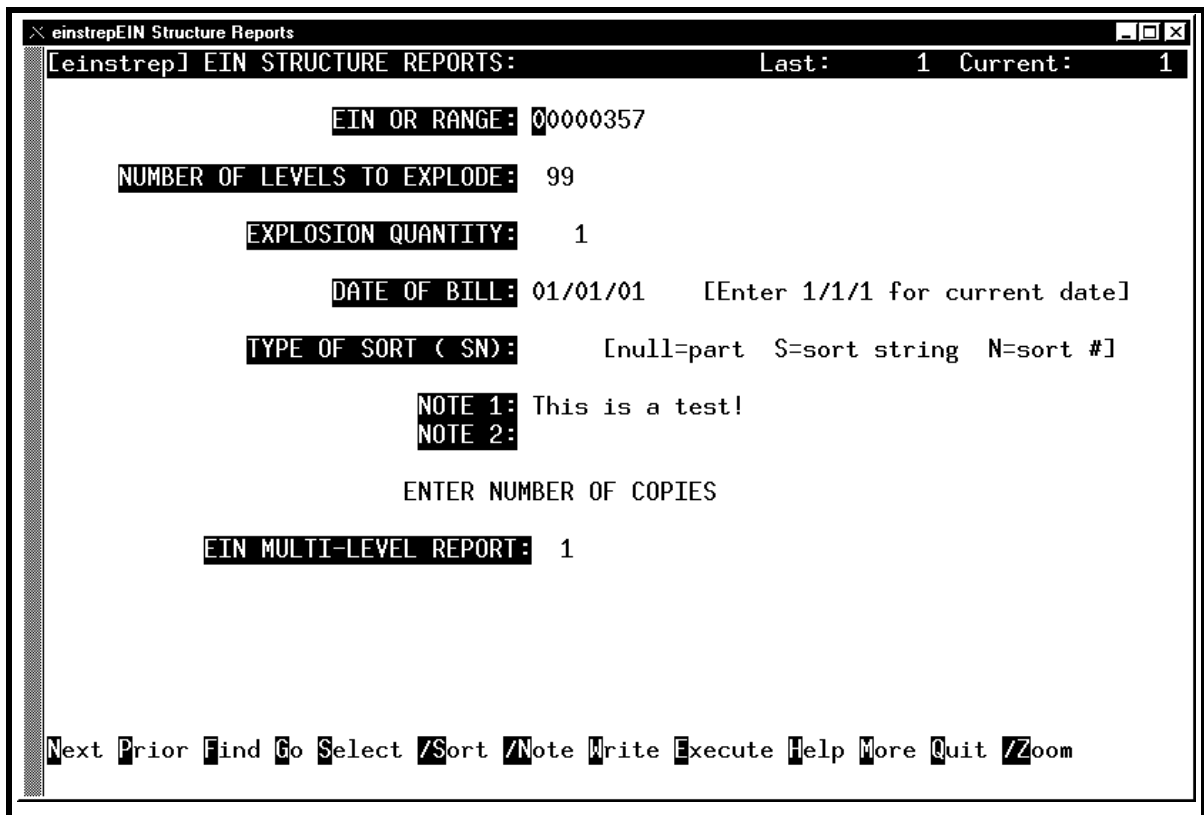 einstrepEIN Structure Reports
[einstrep] EIN STRUCTURE REPORTS: Last: 1 Current: 1
EIN OR RANGE: 00000357
NUMBER OF LEVELS TO EXPLODE: 99
EXPLOSION QUANTITY: 1
DATE OF BILL: 01/01/01 [Enter 1/1/1 for current date]
TYPE OF SORT ( SN): [null=part S=sort string N=sort #]
NOTE 1: This is a test!
NOTE 2:
ENTER NUMBER OF COPIES
EIN MULTI-LEVEL REPORT: 1
Next Prior Find Go Select /Sort /Note Write Execute Help More Quit /Zoom